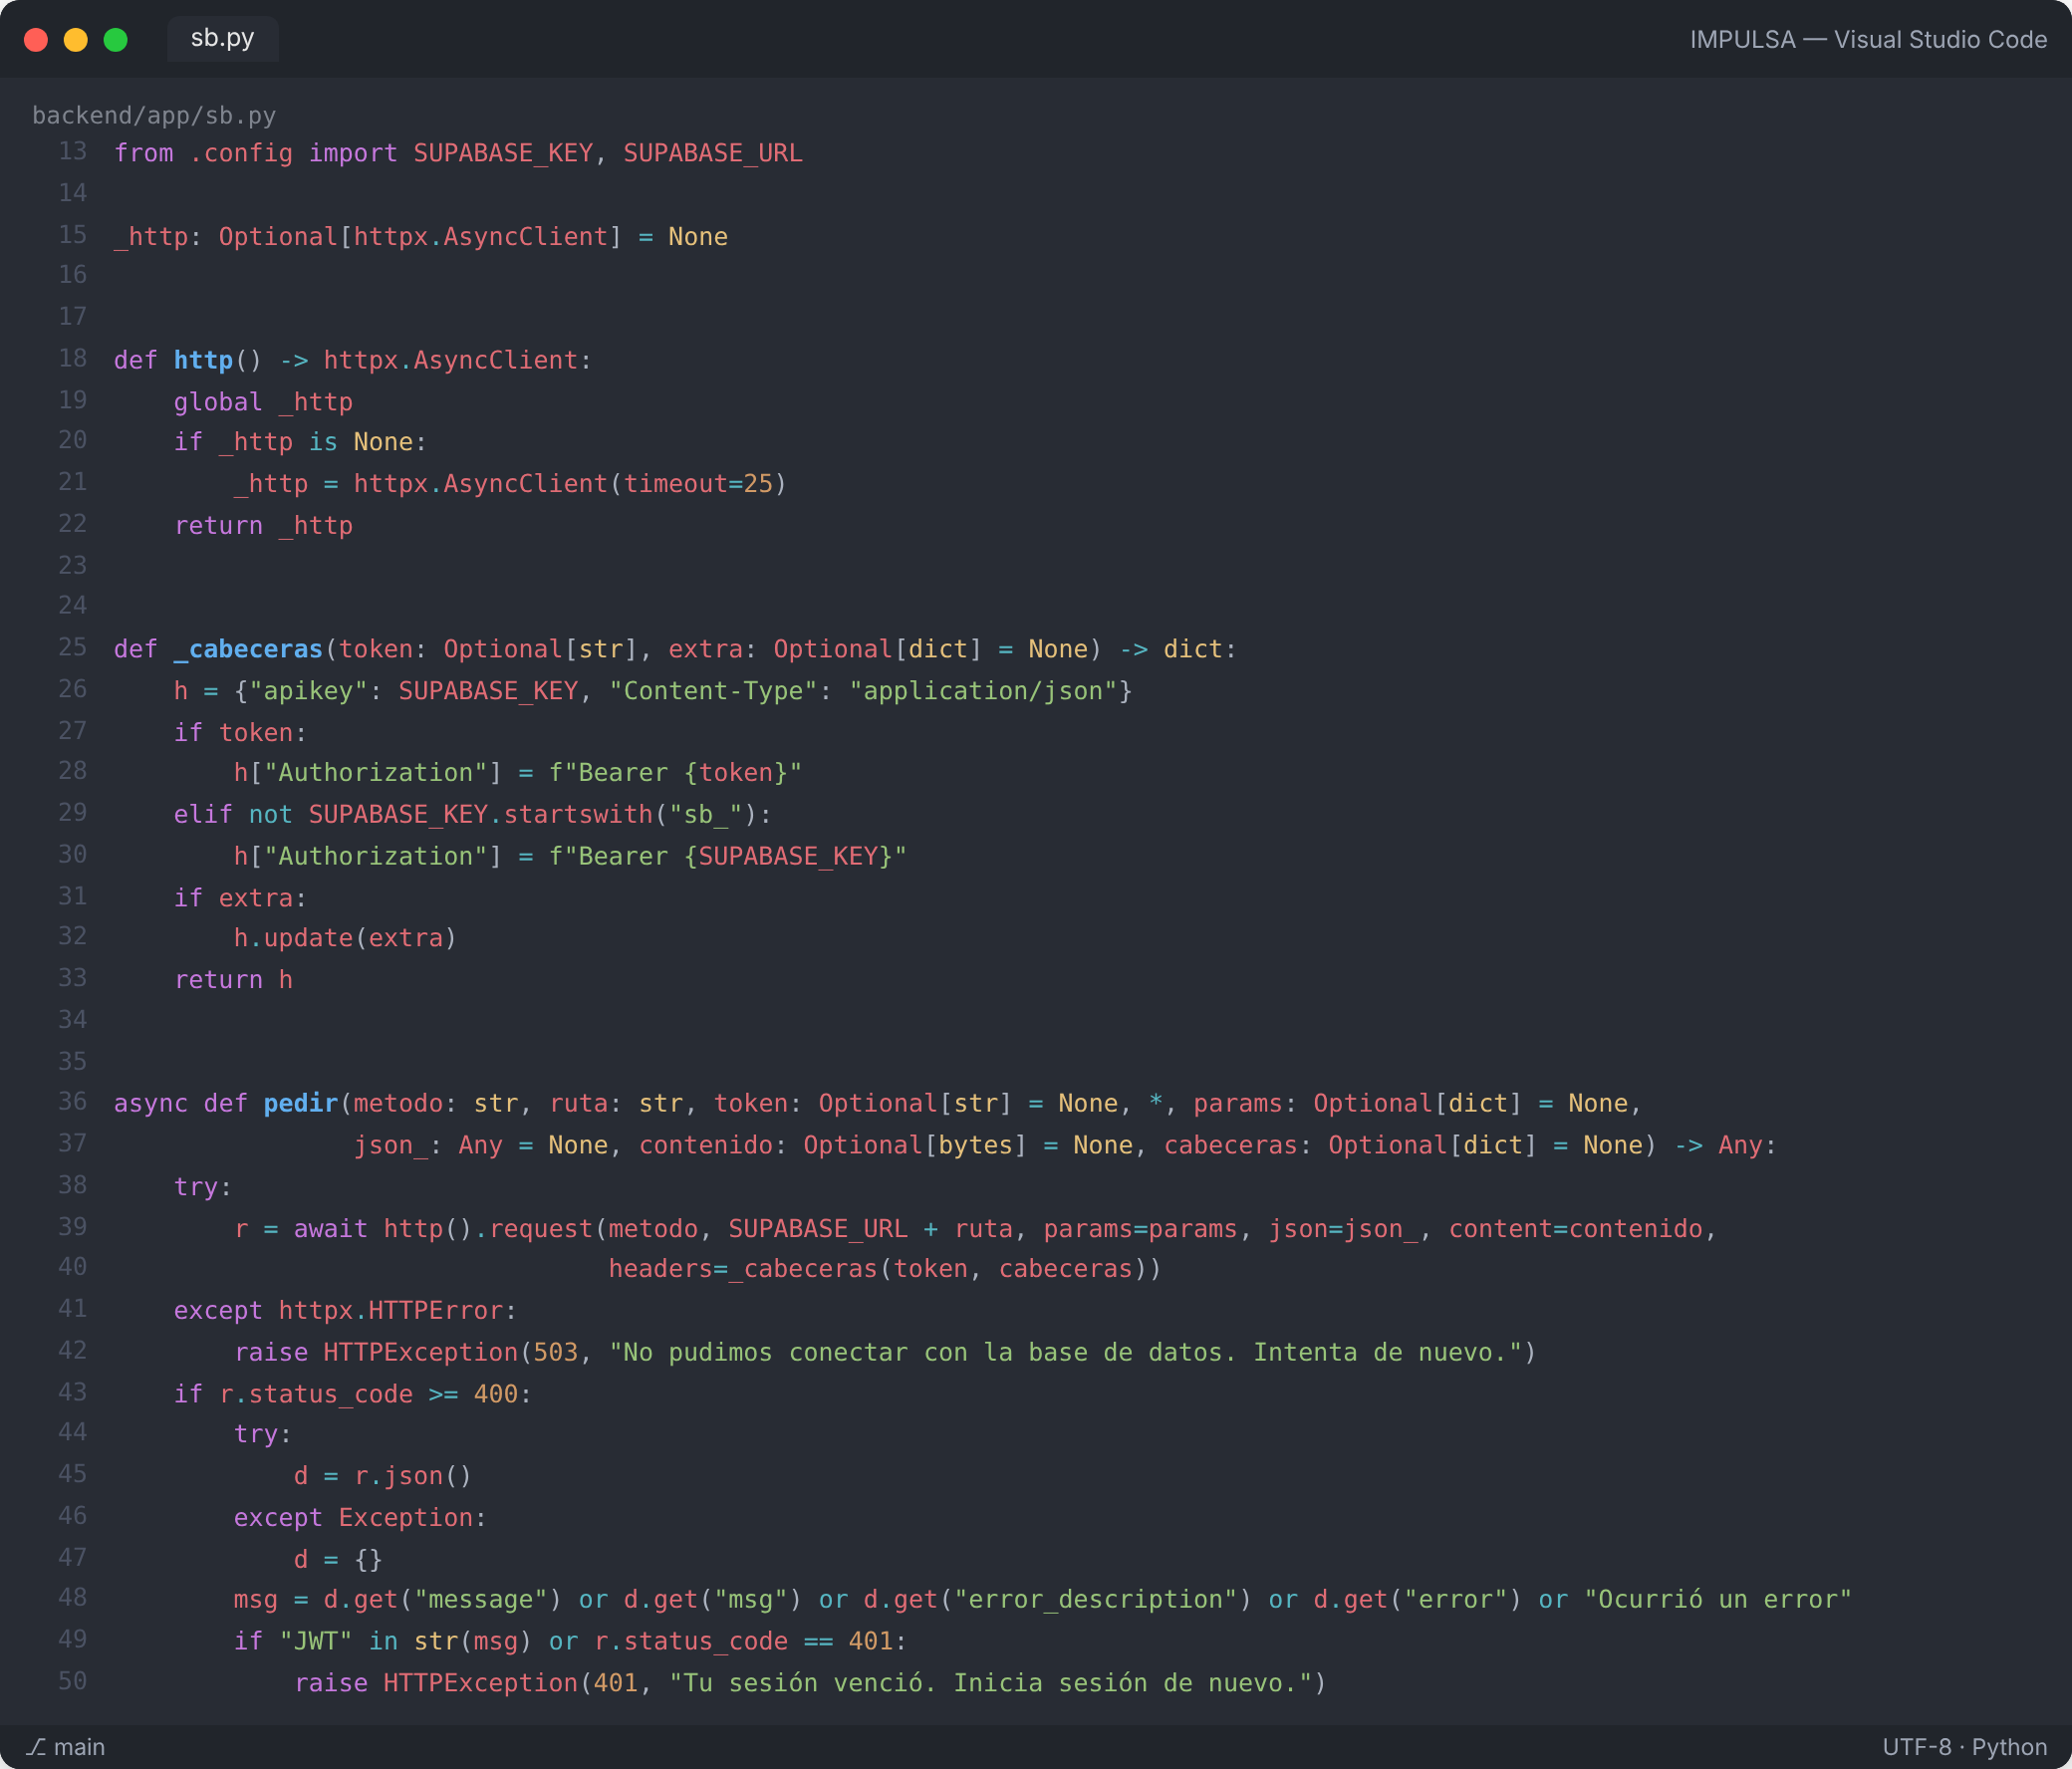 sb.py
IMPULSA — Visual Studio Code
backend/app/sb.py
13 from .config import SUPABASE_KEY, SUPABASE_URL
14
15 _http: Optional[httpx.AsyncClient] = None
16
17
18 def http() -> httpx.AsyncClient:
19     global _http
20     if _http is None:
21         _http = httpx.AsyncClient(timeout=25)
22     return _http
23
24
25 def _cabeceras(token: Optional[str], extra: Optional[dict] = None) -> dict:
26     h = {"apikey": SUPABASE_KEY, "Content-Type": "application/json"}
27     if token:
28         h["Authorization"] = f"Bearer {token}"
29     elif not SUPABASE_KEY.startswith("sb_"):
30         h["Authorization"] = f"Bearer {SUPABASE_KEY}"
31     if extra:
32         h.update(extra)
33     return h
34
35
36 async def pedir(metodo: str, ruta: str, token: Optional[str] = None, *, params: Optional[dict] = None,
37                 json_: Any = None, contenido: Optional[bytes] = None, cabeceras: Optional[dict] = None) -> Any:
38     try:
39         r = await http().request(metodo, SUPABASE_URL + ruta, params=params, json=json_, content=contenido,
40                                  headers=_cabeceras(token, cabeceras))
41     except httpx.HTTPError:
42         raise HTTPException(503, "No pudimos conectar con la base de datos. Intenta de nuevo.")
43     if r.status_code >= 400:
44         try:
45             d = r.json()
46         except Exception:
47             d = {}
48         msg = d.get("message") or d.get("msg") or d.get("error_description") or d.get("error") or "Ocurrió un error"
49         if "JWT" in str(msg) or r.status_code == 401:
50             raise HTTPException(401, "Tu sesión venció. Inicia sesión de nuevo.")
⎇ main
UTF-8 · Python